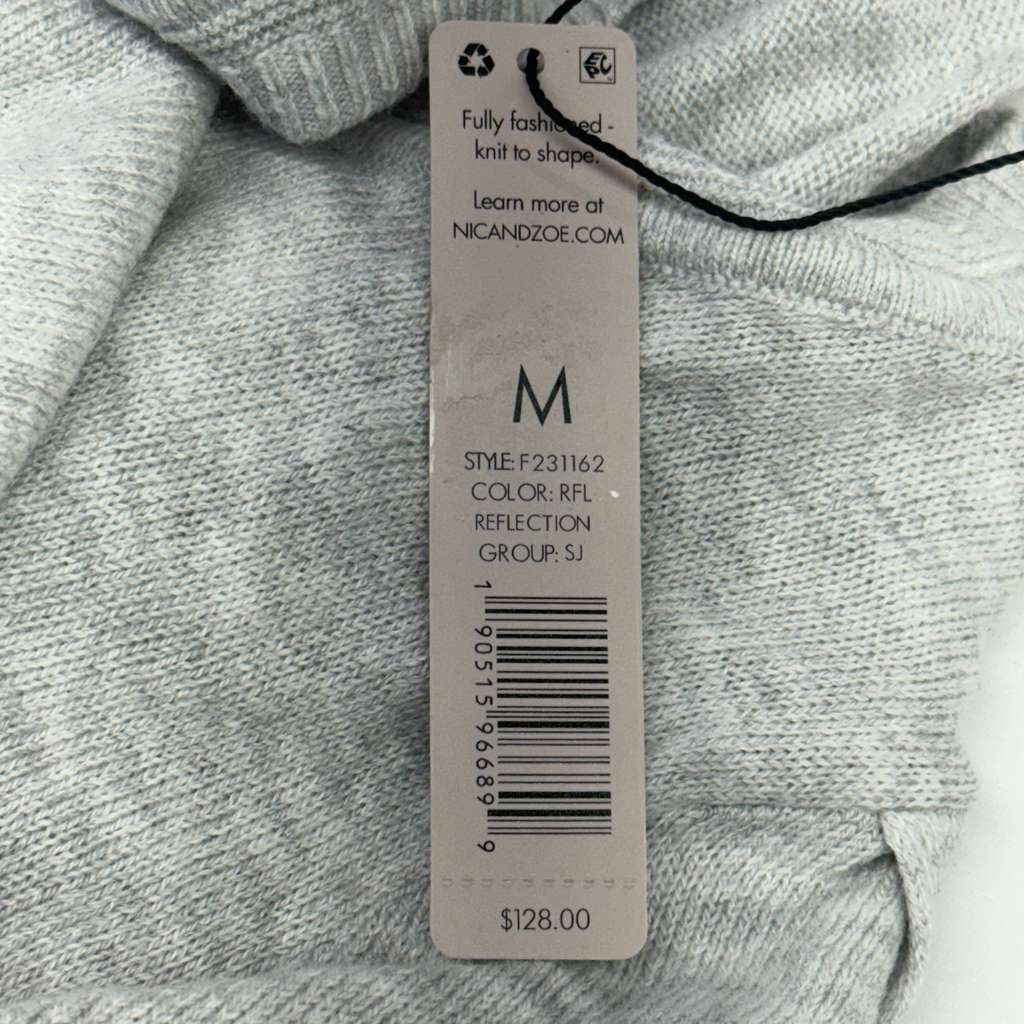 EPC
Fully fashioned -
knit to shape.
Learn more at
NICANDZOE.COM
M
STYLE: F231162
COLOR: RFL
REFLECTION
GROUP: SJ
1 90515 96689 9
$128.00